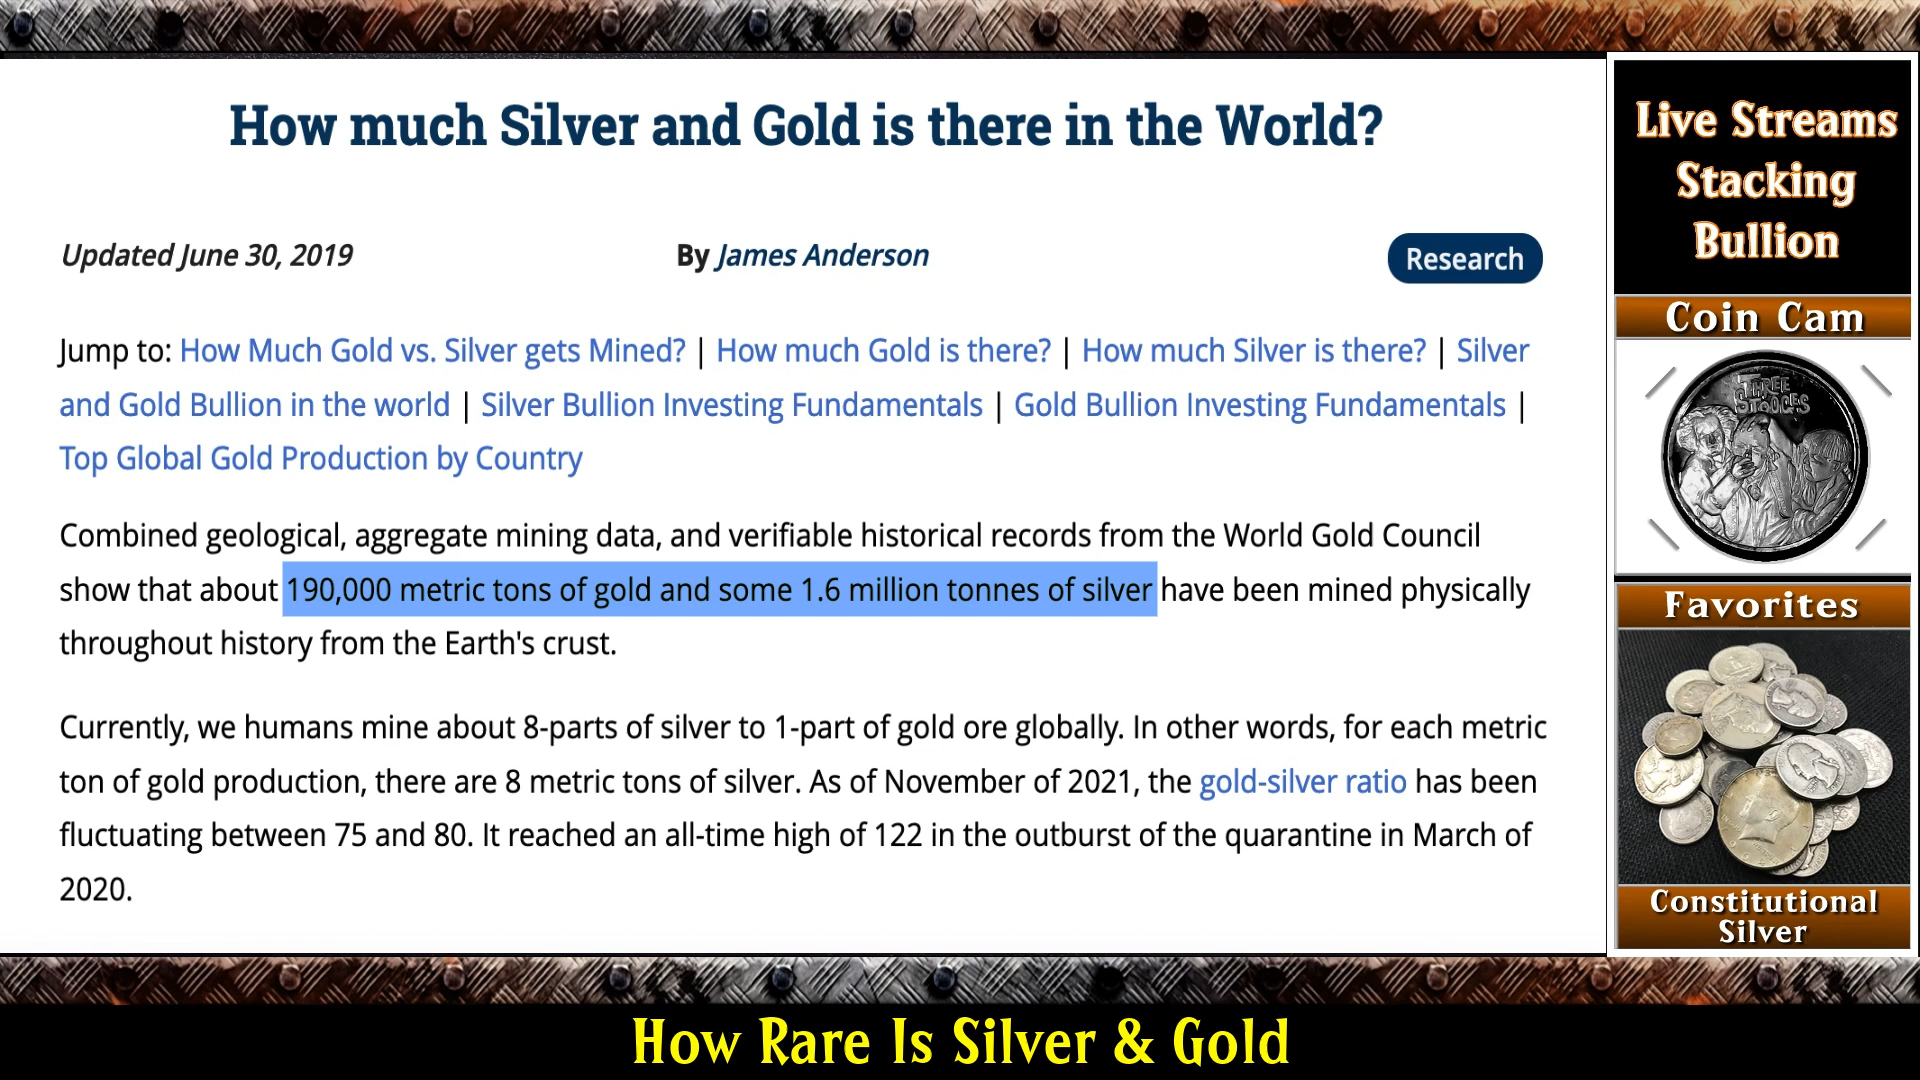 How much Silver and Gold is there in the World?
Updated June 30, 2019
By James Anderson
Research
Jump to: How Much Gold vs. Silver gets Mined? | How much Gold is there? | How much Silver is there? | Silver
and Gold Bullion in the world | Silver Bullion Investing Fundamentals | Gold Bullion Investing Fundamentals |
Top Global Gold Production by Country
Combined geological, aggregate mining data, and verifiable historical records from the World Gold Council
show that about 190,000 metric tons of gold and some 1.6 million tonnes of silver have been mined physically
throughout history from the Earth's crust.
Currently, we humans mine about 8-parts of silver to 1-part of gold ore globally. In other words, for each metric
ton of gold production, there are 8 metric tons of silver. As of November of 2021, the gold-silver ratio has been
fluctuating between 75 and 80. It reached an all-time high of 122 in the outburst of the quarantine in March of
2020.
Live Streams
Stacking
Bullion
Coin Cam
THREE
STOOGES
Favorites
Constitutional
Silver
How Rare Is Silver & Gold